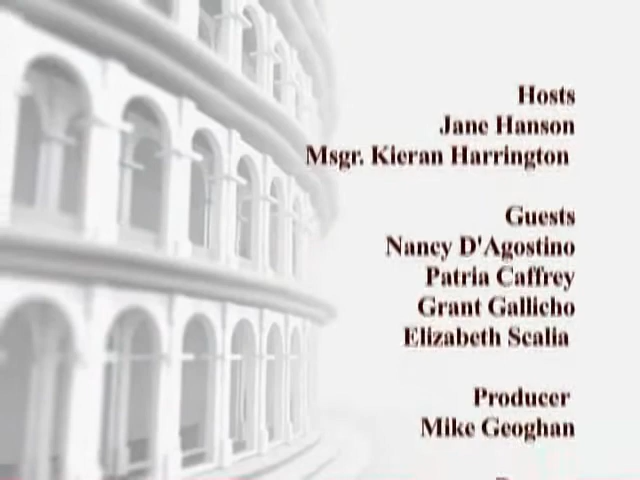 Hosts
Jane Hanson
Msgr. Kieran Harrington
Guests
Nancy D'Agostino
Patria Caffrey
Grant Gallicho
Elizabeth Scalia
Producer
Mike Geoghan